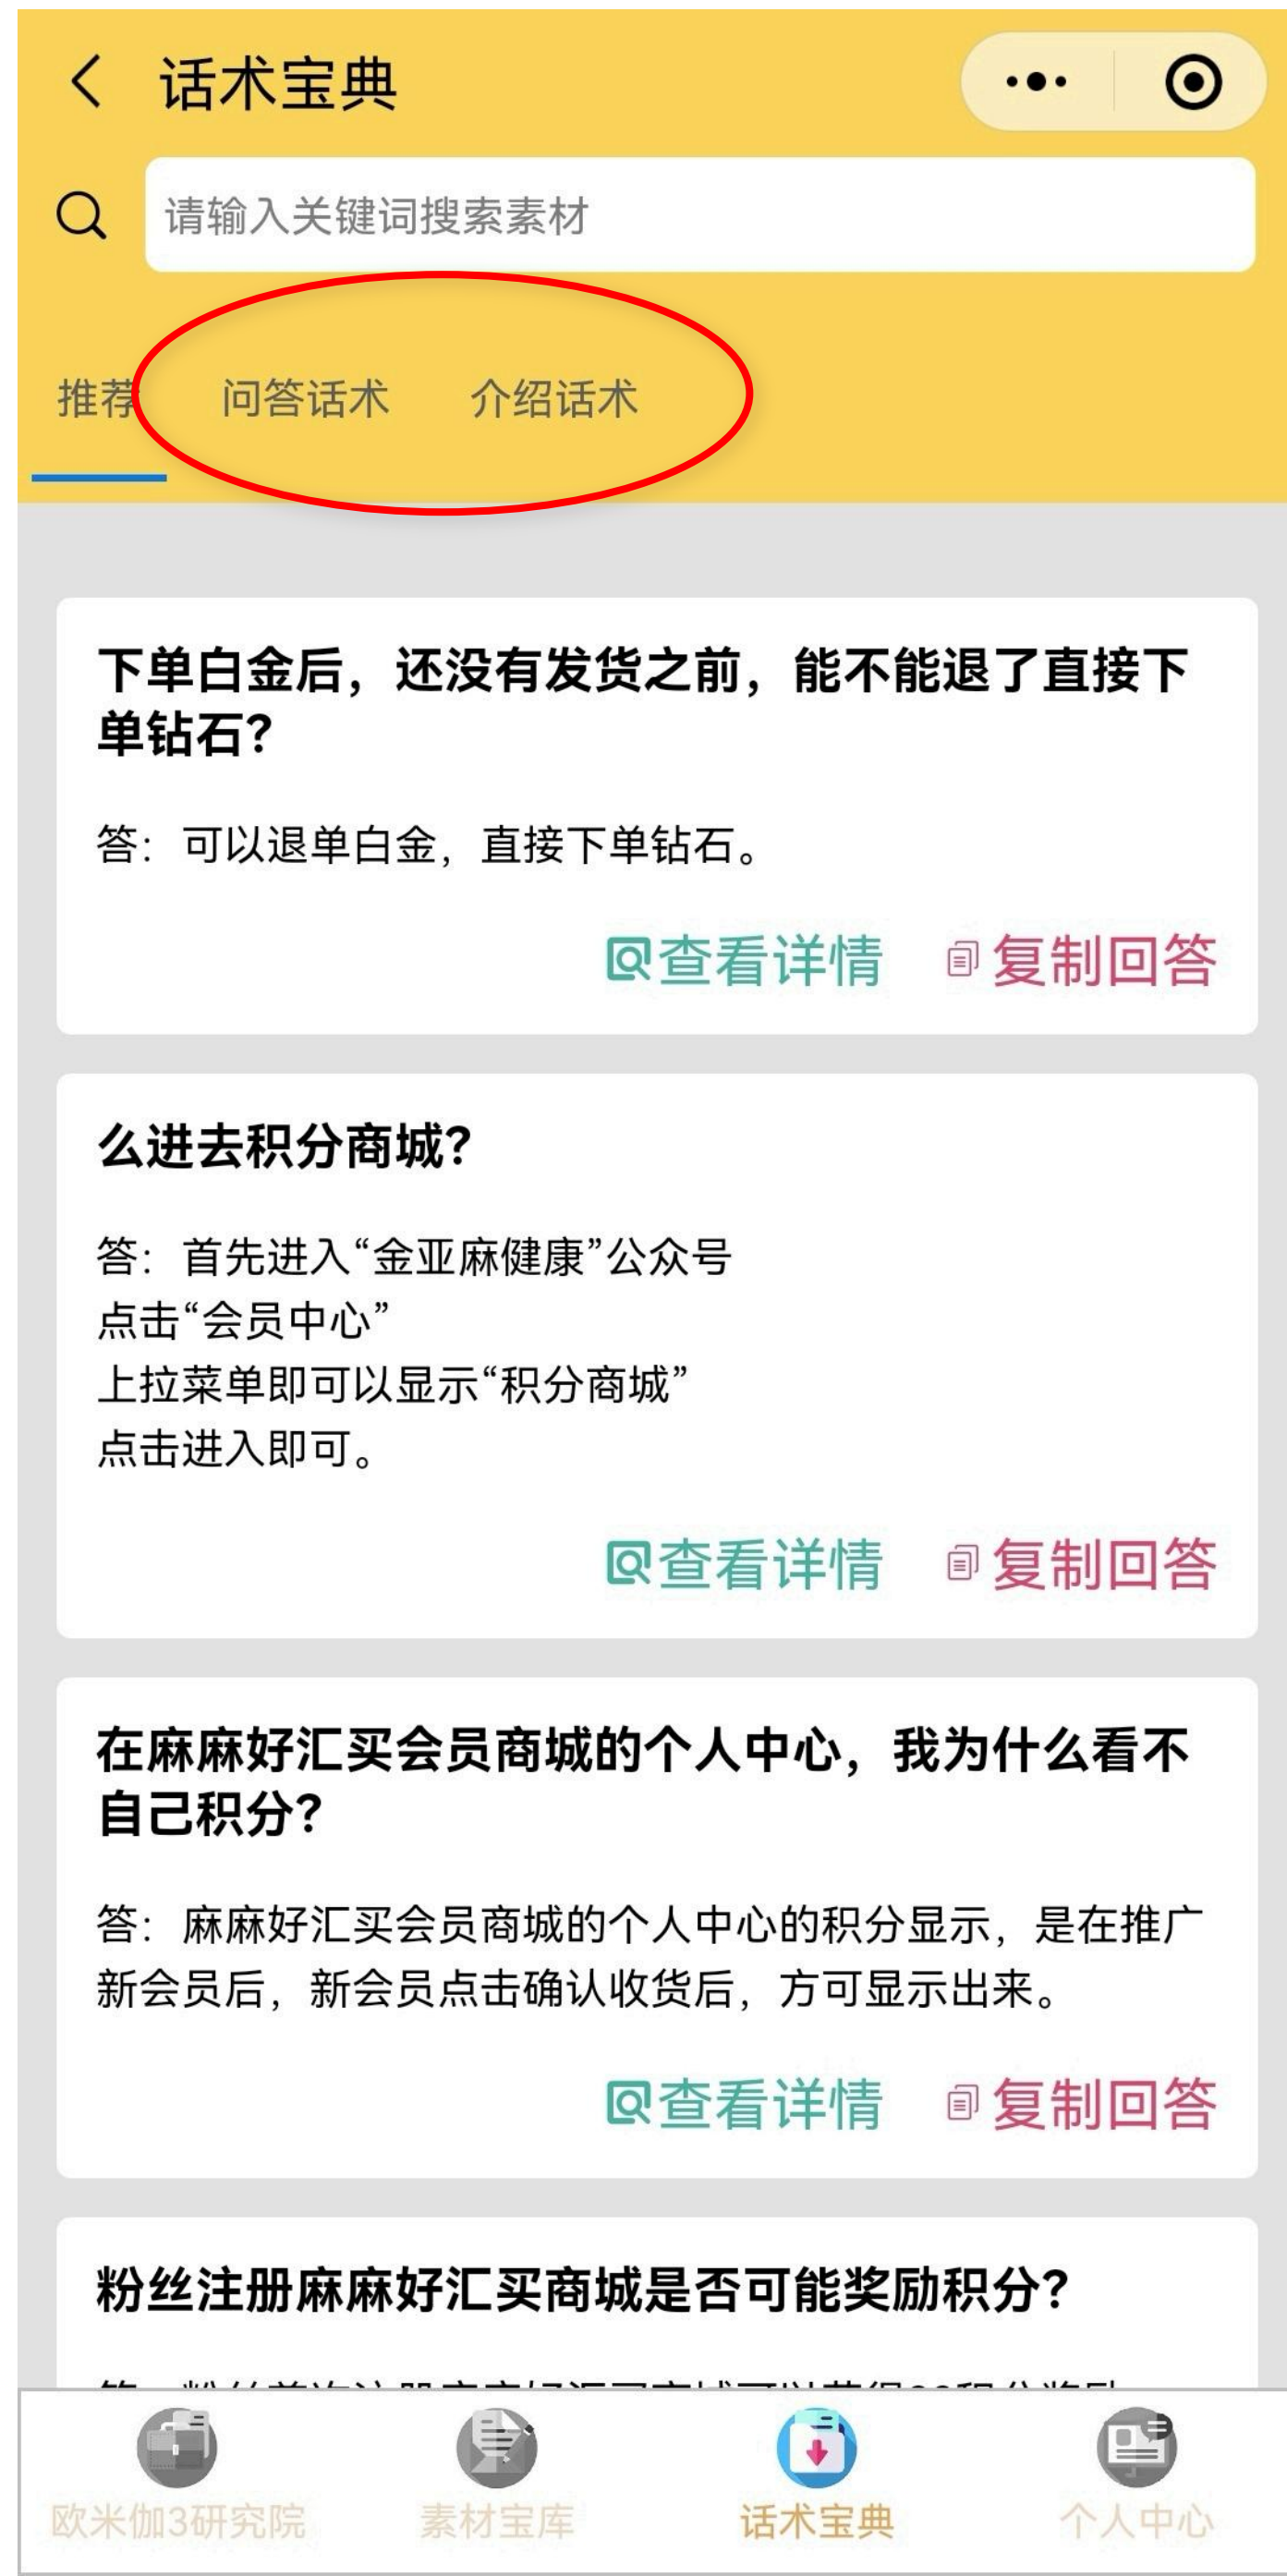 话术宝典
请输入关键词搜索素材
推荐 问答话术 介绍话术
下单白金后，还没有发货之前，能不能退了直接下
单钻石？
答：可以退单白金，直接下单钻石。
查看详情 复制回答
么进去积分商城？
答：首先进入“金亚麻健康”公众号
点击“会员中心”
上拉菜单即可以显示“积分商城”
点击进入即可。
查看详情 复制回答
在麻麻好汇买会员商城的个人中心，我为什么看不
自己积分？
答：麻麻好汇买会员商城的个人中心的积分显示，是在推广
新会员后，新会员点击确认收货后，方可显示出来。
查看详情 复制回答
粉丝注册麻麻好汇买商城是否可能奖励积分？
欧米伽3研究院 素材宝库 话术宝典 个人中心